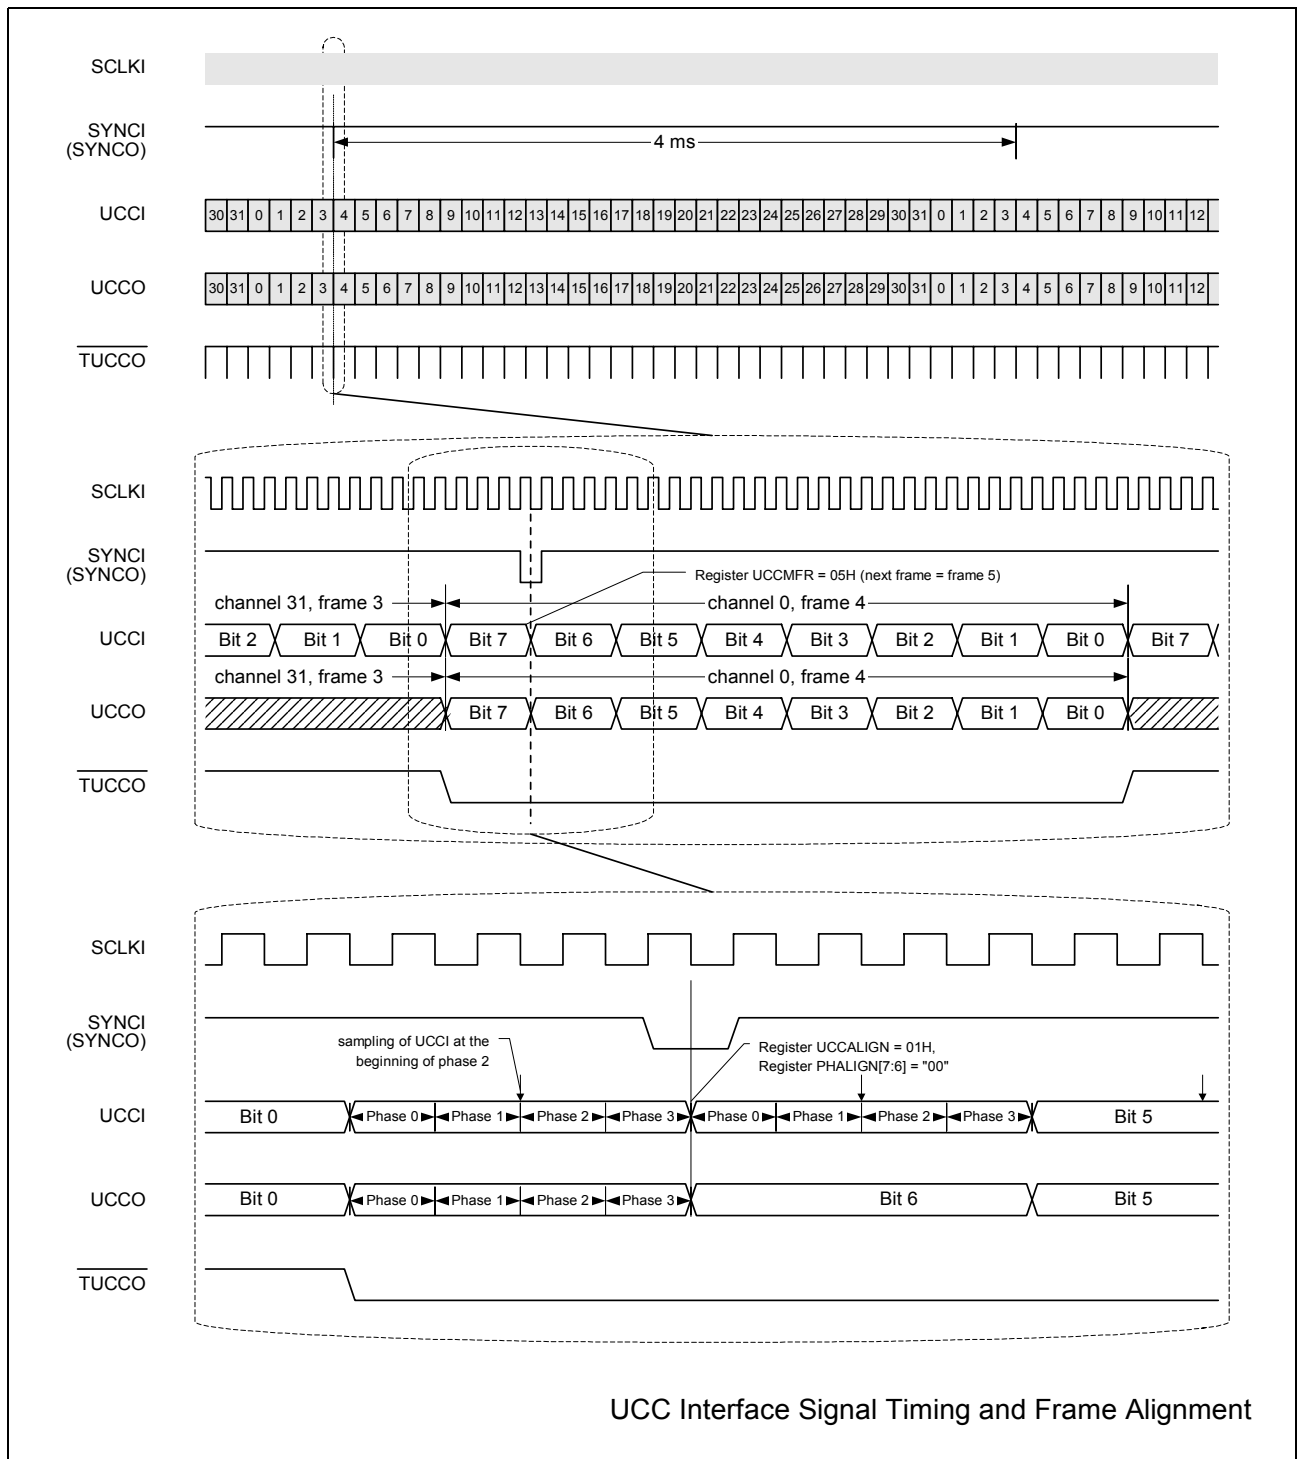 SCLKI
SYNCI
(SYNCO)
4 ms
UCCI
30 31 0 1 2 3 4 5 6 7 8 9 10 11 12 13 14 15 16 17 18 19 20 21 22 23 24 25 26 27 28 29 30 31 0 1 2 3 4 5 6 7 8 9 10 11 12
UCCO
30 31 0 1 2 3 4 5 6 7 8 9 10 11 12 13 14 15 16 17 18 19 20 21 22 23 24 25 26 27 28 29 30 31 0 1 2 3 4 5 6 7 8 9 10 11 12
TUCCO
SCLKI
SYNCI
(SYNCO)
Register UCCMFR = 05H (next frame = frame 5)
channel 31, frame 3 channel 0, frame 4
UCCI
Bit 2 Bit 1 Bit 0 Bit 7 Bit 6 Bit 5 Bit 4 Bit 3 Bit 2 Bit 1 Bit 0 Bit 7
channel 31, frame 3 channel 0, frame 4
UCCO
Bit 7 Bit 6 Bit 5 Bit 4 Bit 3 Bit 2 Bit 1 Bit 0
TUCCO
SCLKI
SYNCI
(SYNCO)
sampling of UCCI at the
beginning of phase 2
Register UCCALIGN = 01H,
Register PHALIGN[7:6] = "00"
UCCI
Bit 0 Phase 0 Phase 1 Phase 2 Phase 3 Phase 0 Phase 1 Phase 2 Phase 3 Bit 5
UCCO
Bit 0 Phase 0 Phase 1 Phase 2 Phase 3 Bit 6 Bit 5
TUCCO
UCC Interface Signal Timing and Frame Alignment